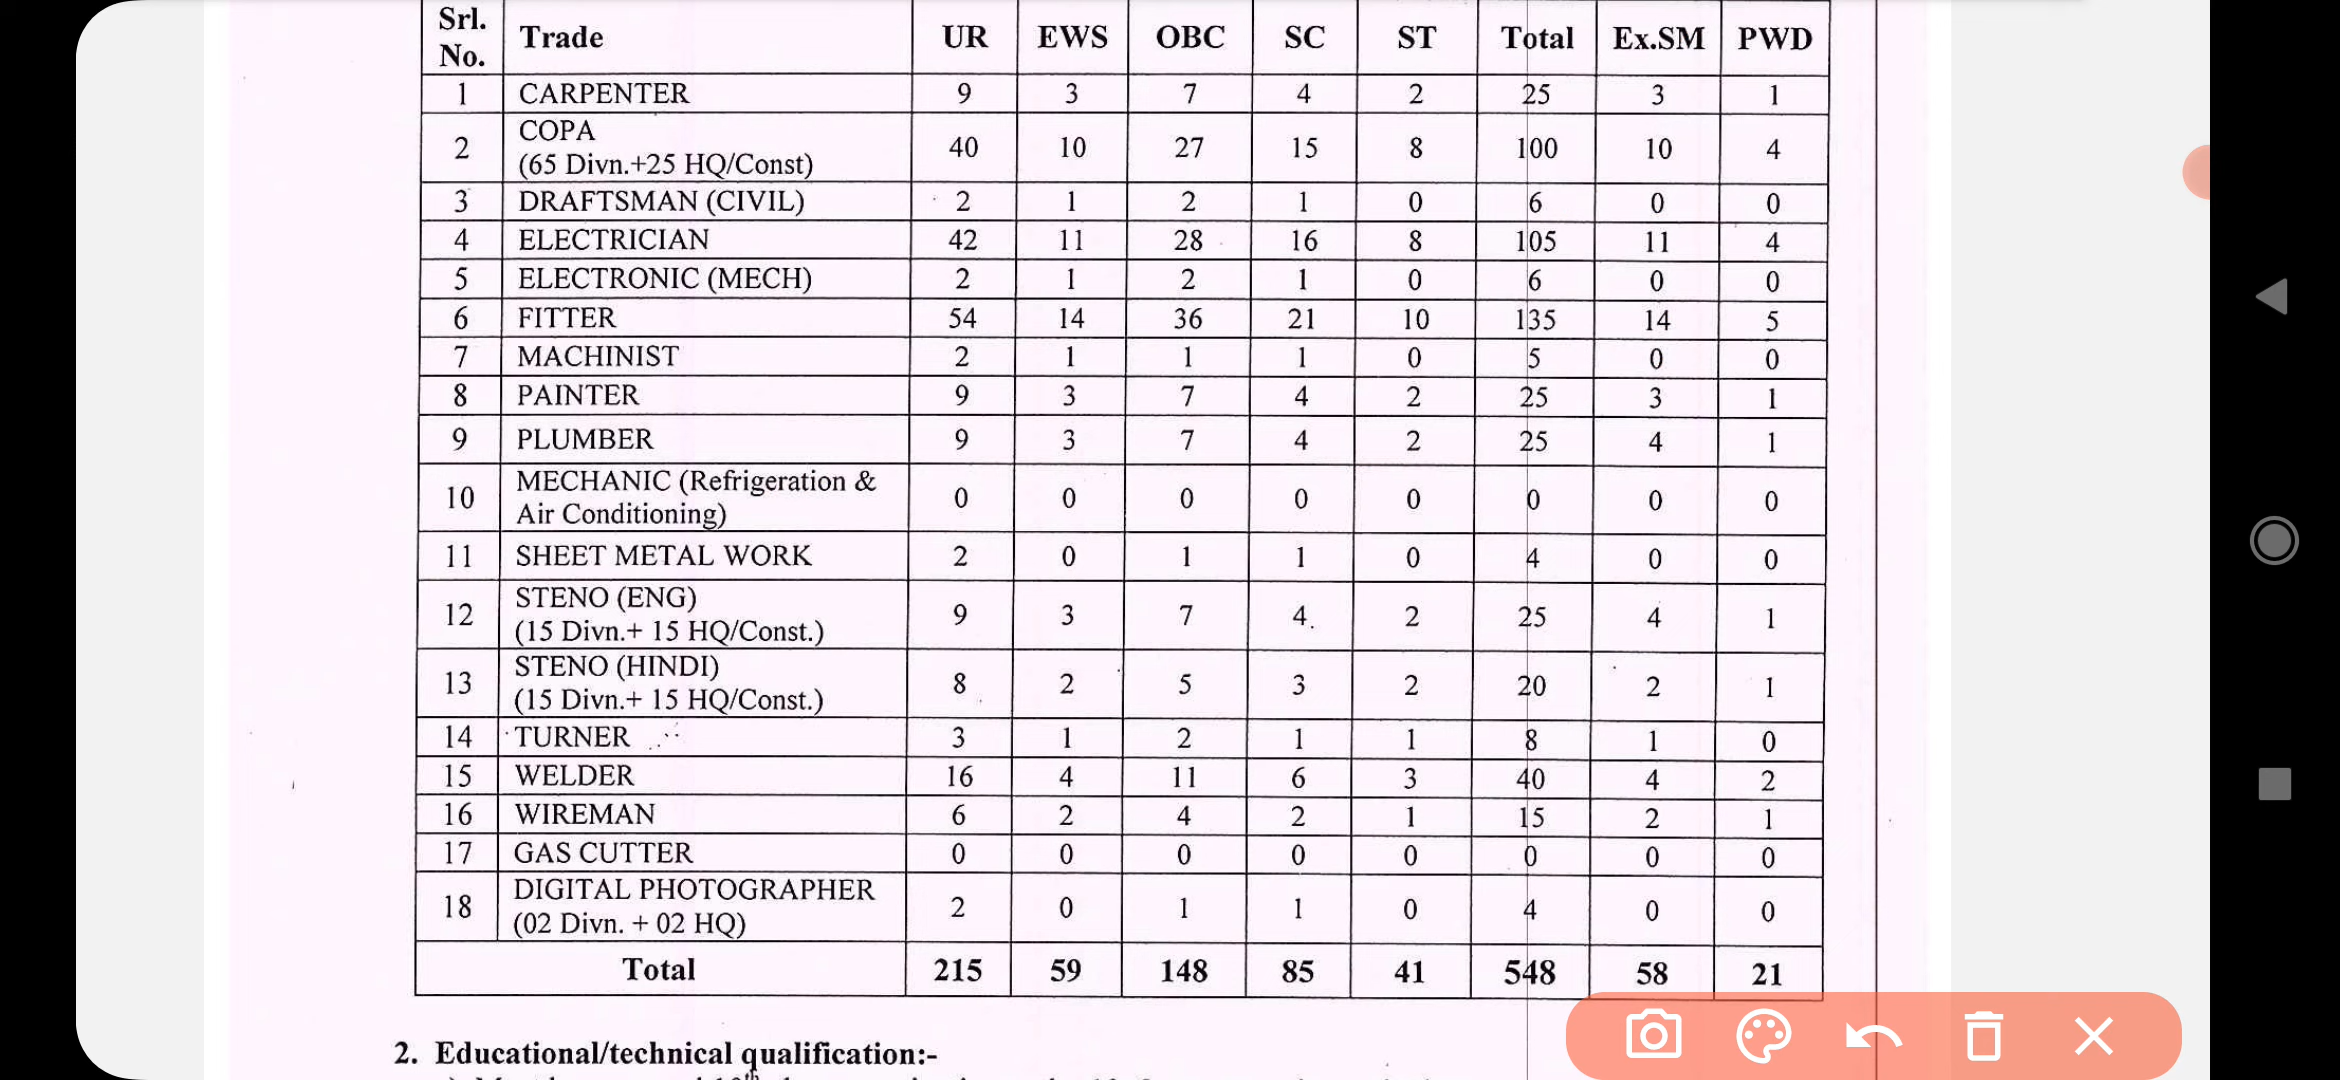 Srl. No. Trade UR EWS OBC SC ST Total Ex.SM PWD
1 CARPENTER 9 3 7 4 2 25 3 1
2 COPA (65 Divn.+25 HQ/Const) 40 10 27 15 8 100 10 4
3 DRAFTSMAN (CIVIL) 2 1 2 1 0 6 0 0
4 ELECTRICIAN 42 11 28 16 8 105 11 4
5 ELECTRONIC (MECH) 2 1 2 1 0 6 0 0
6 FITTER 54 14 36 21 10 135 14 5
7 MACHINIST 2 1 1 1 0 5 0 0
8 PAINTER 9 3 7 4 2 25 3 1
9 PLUMBER 9 3 7 4 2 25 4 1
10 MECHANIC (Refrigeration & Air Conditioning) 0 0 0 0 0 0 0 0
11 SHEET METAL WORK 2 0 1 1 0 4 0 0
12 STENO (ENG) (15 Divn.+ 15 HQ/Const.) 9 3 7 4 2 25 4 1
13 STENO (HINDI) (15 Divn.+ 15 HQ/Const.) 8 2 5 3 2 20 2 1
14 TURNER 3 1 2 1 1 8 1 0
15 WELDER 16 4 11 6 3 40 4 2
16 WIREMAN 6 2 4 2 1 15 2 1
17 GAS CUTTER 0 0 0 0 0 0 0 0
18 DIGITAL PHOTOGRAPHER (02 Divn. + 02 HQ) 2 0 1 1 0 4 0 0
Total 215 59 148 85 41 548 58 21
2. Educational/technical qualification:-